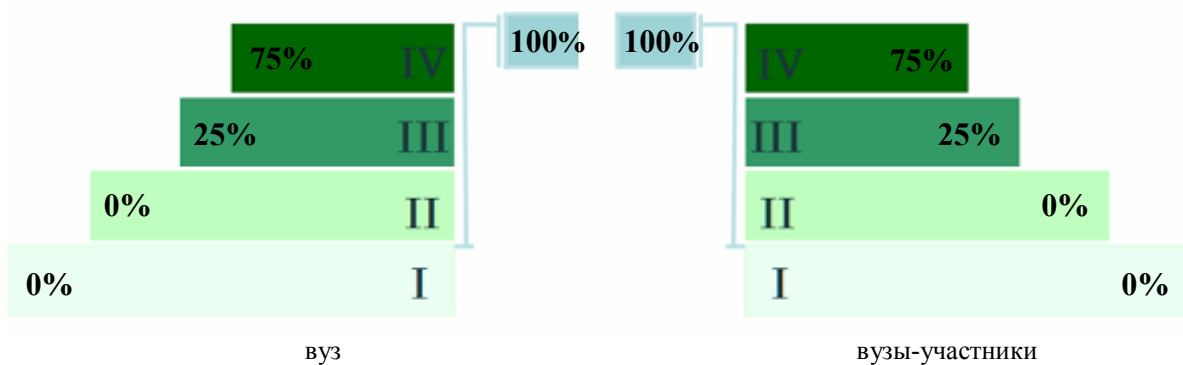 75% IV 100% 100% IV 75%
25% III III 25%
0% II II 0%
0% I I 0%
вуз вузы-участники